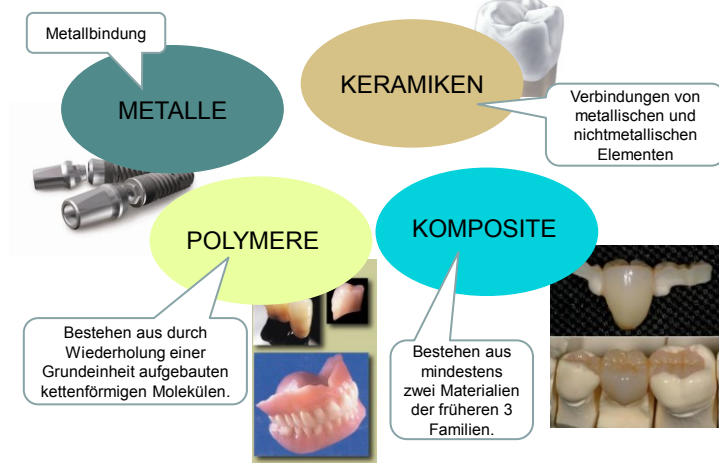 Metallbindung
METALLE
KERAMIKEN
Verbindungen von
metallischen und
nichtmetallischen
Elementen
POLYMERE
KOMPOSITE
Bestehen aus durch
Wiederholung einer
Grundeinheit aufgebauten
kettenförmigen Molekülen.
Bestehen aus
mindestens
zwei Materialien
der früheren 3
Familien.